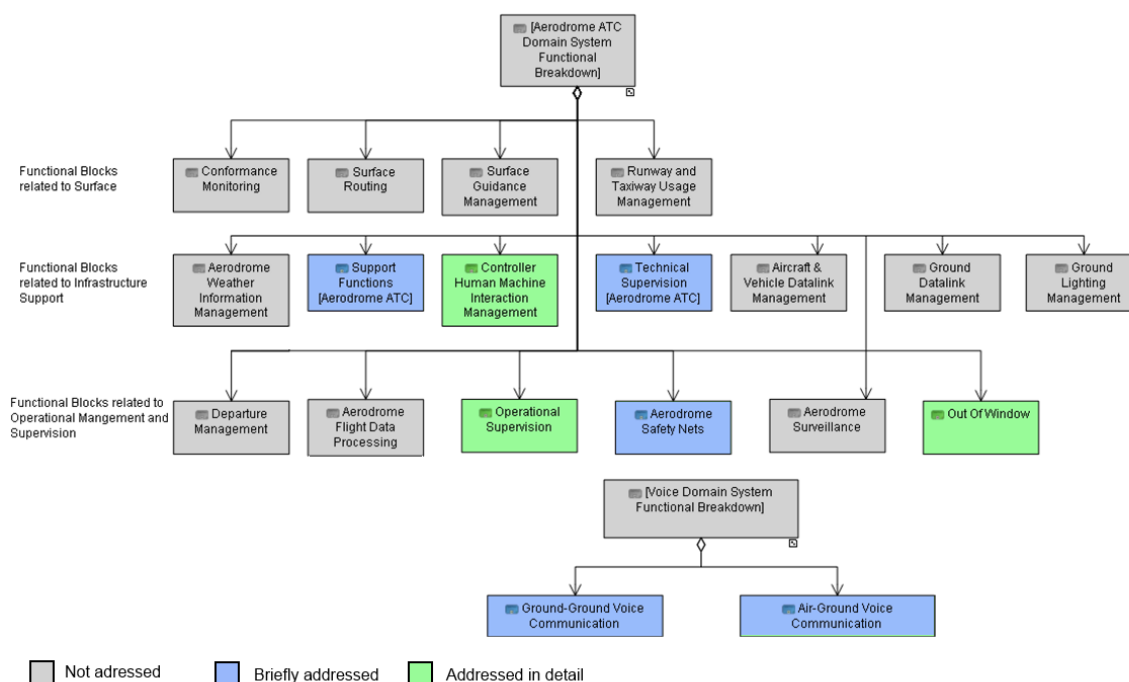 [Aerodrome ATC
Domain System
Functional
Breakdown]
Functional Blocks
related to Surface
Conformance
Monitoring
Surface
Routing
Surface
Guidance
Management
Runway and
Taxiway Usage
Management
Functional Blocks
related to Infrastructure
Support
Aerodrome
Weather
Information
Management
Support
Functions
[Aerodrome ATC]
Controller
Human Machine
Interaction
Management
Technical
Supervision
[Aerodrome ATC]
Aircraft &
Vehicle Datalink
Management
Ground
Datalink
Management
Ground
Lighting
Management
Functional Blocks related to
Operational Mangement and
Supervision
Departure
Management
Aerodrome
Flight Data
Processing
Operational
Supervision
Aerodrome
Safety Nets
Aerodrome
Surveillance
Out Of Window
[Voice Domain System
Functional Breakdown]
Ground-Ground Voice
Communication
Air-Ground Voice
Communication
Not adressed
Briefly addressed
Addressed in detail